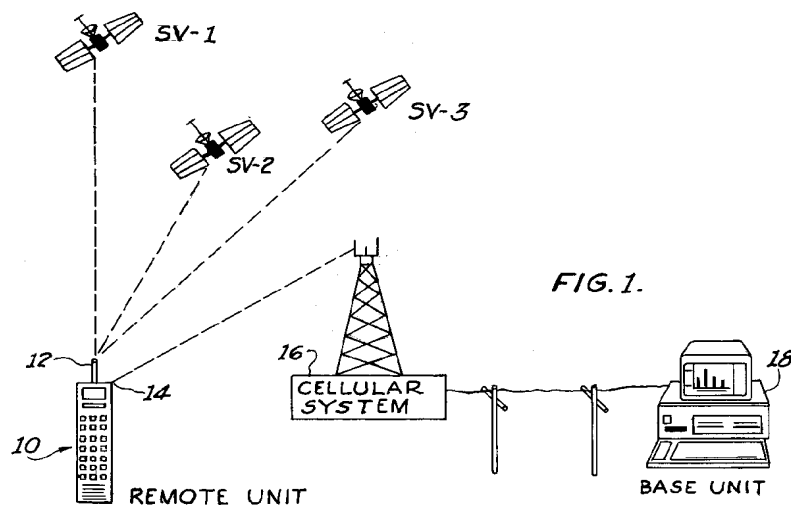 SV-1
SV-2
SV-3
FIG. 1.
12
14
16
CELLULAR
SYSTEM
18
10
REMOTE UNIT
BASE UNIT